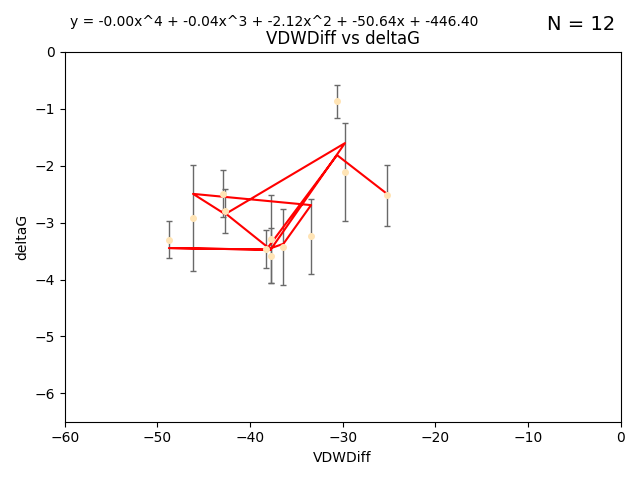 y = -0.00x^4 + -0.04x^3 + -2.12x^2 + -50.64x + -446.40
N = 12
VDWDiff vs deltaG
0
−1
−2
−3
−4
−5
−6
deltaG
−60 −50 −40 −30 −20 −10 0
VDWDiff